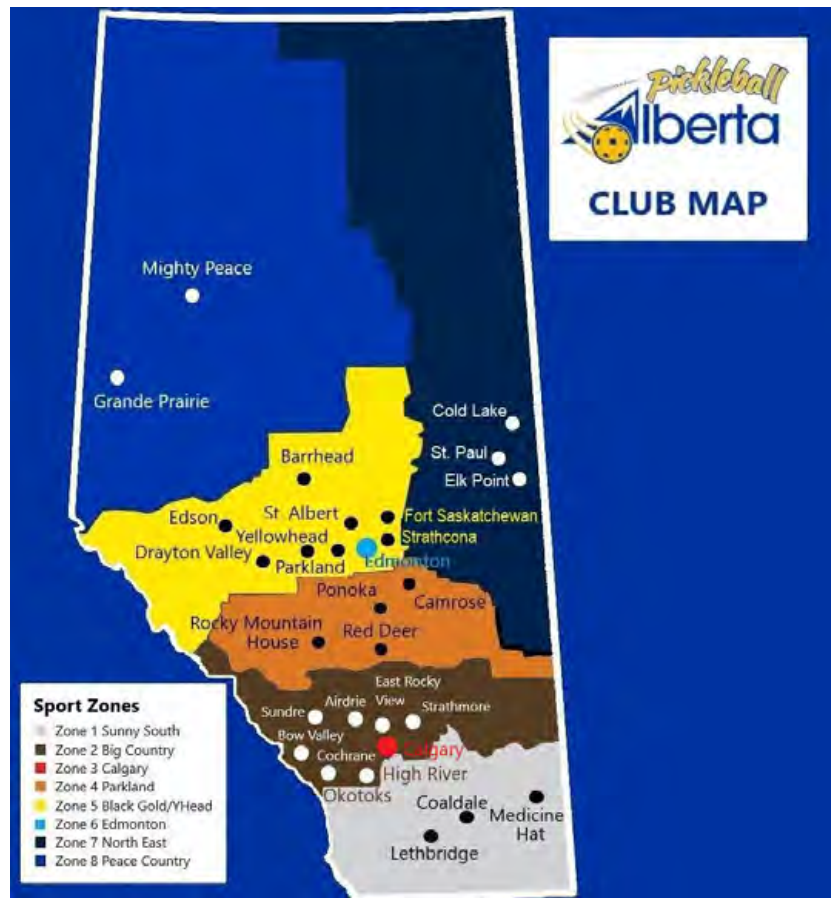 Pickleball
Alberta
CLUB MAP
Mighty Peace
Grande Prairie
Cold Lake
St. Paul
Elk Point
Barrhead
Edson
St Albert
Fort Saskatchewan
Yellowhead
Strathcona
Drayton Valley
Parkland
Edmonton
Ponoka
Camrose
Rocky Mountain
House
Red Deer
East Rocky
View
Airdrie
Sundre
Strathmore
Bow Valley
Calgary
Cochrane
High River
Okotoks
Coaldale
Medicine
Hat
Lethbridge
Sport Zones
Zone 1 Sunny South
Zone 2 Big Country
Zone 3 Calgary
Zone 4 Parkland
Zone 5 Black Gold/YHead
Zone 6 Edmonton
Zone 7 North East
Zone 8 Peace Country